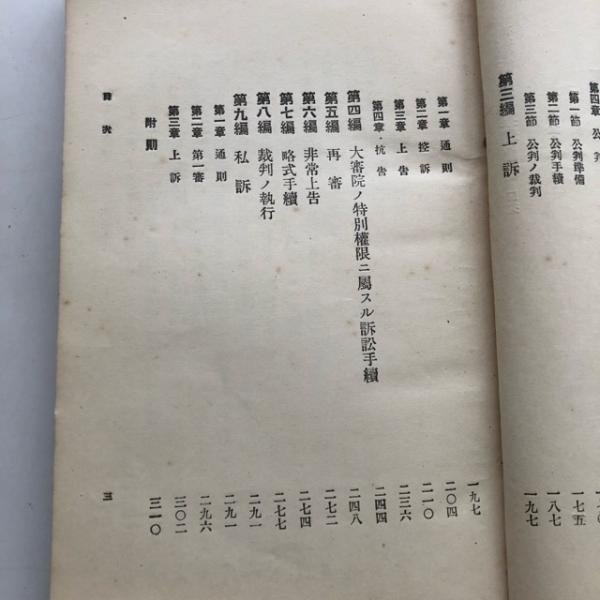 第四章 公判
第一節 公判準備 一七五
第二節 公判手續 一八七
第三節 公判ノ裁判 一九七
第三編 上訴
第一章 通則 一九七
第二章 控訴 二〇四
第三章 上告 二一〇
第四章 抗告 二三六
第四編 大審院ノ特別權限ニ屬スル訴訟手續 二四四
第五編 再審 二四八
第六編 非常上告 二七二
第七編 略式手續 二七四
第八編 裁判ノ執行 二七七
第九編 私訴 二九一
第一章 通則 二九一
第二章 第一審 二九六
第三章 上訴 三〇二
附則 三一〇
目次 三